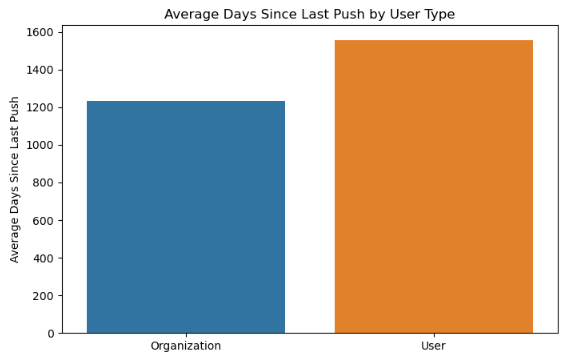 Average Days Since Last Push by User Type
Average Days Since Last Push
1600
1400
1200
1000
800
600
400
200
0
Organization
User